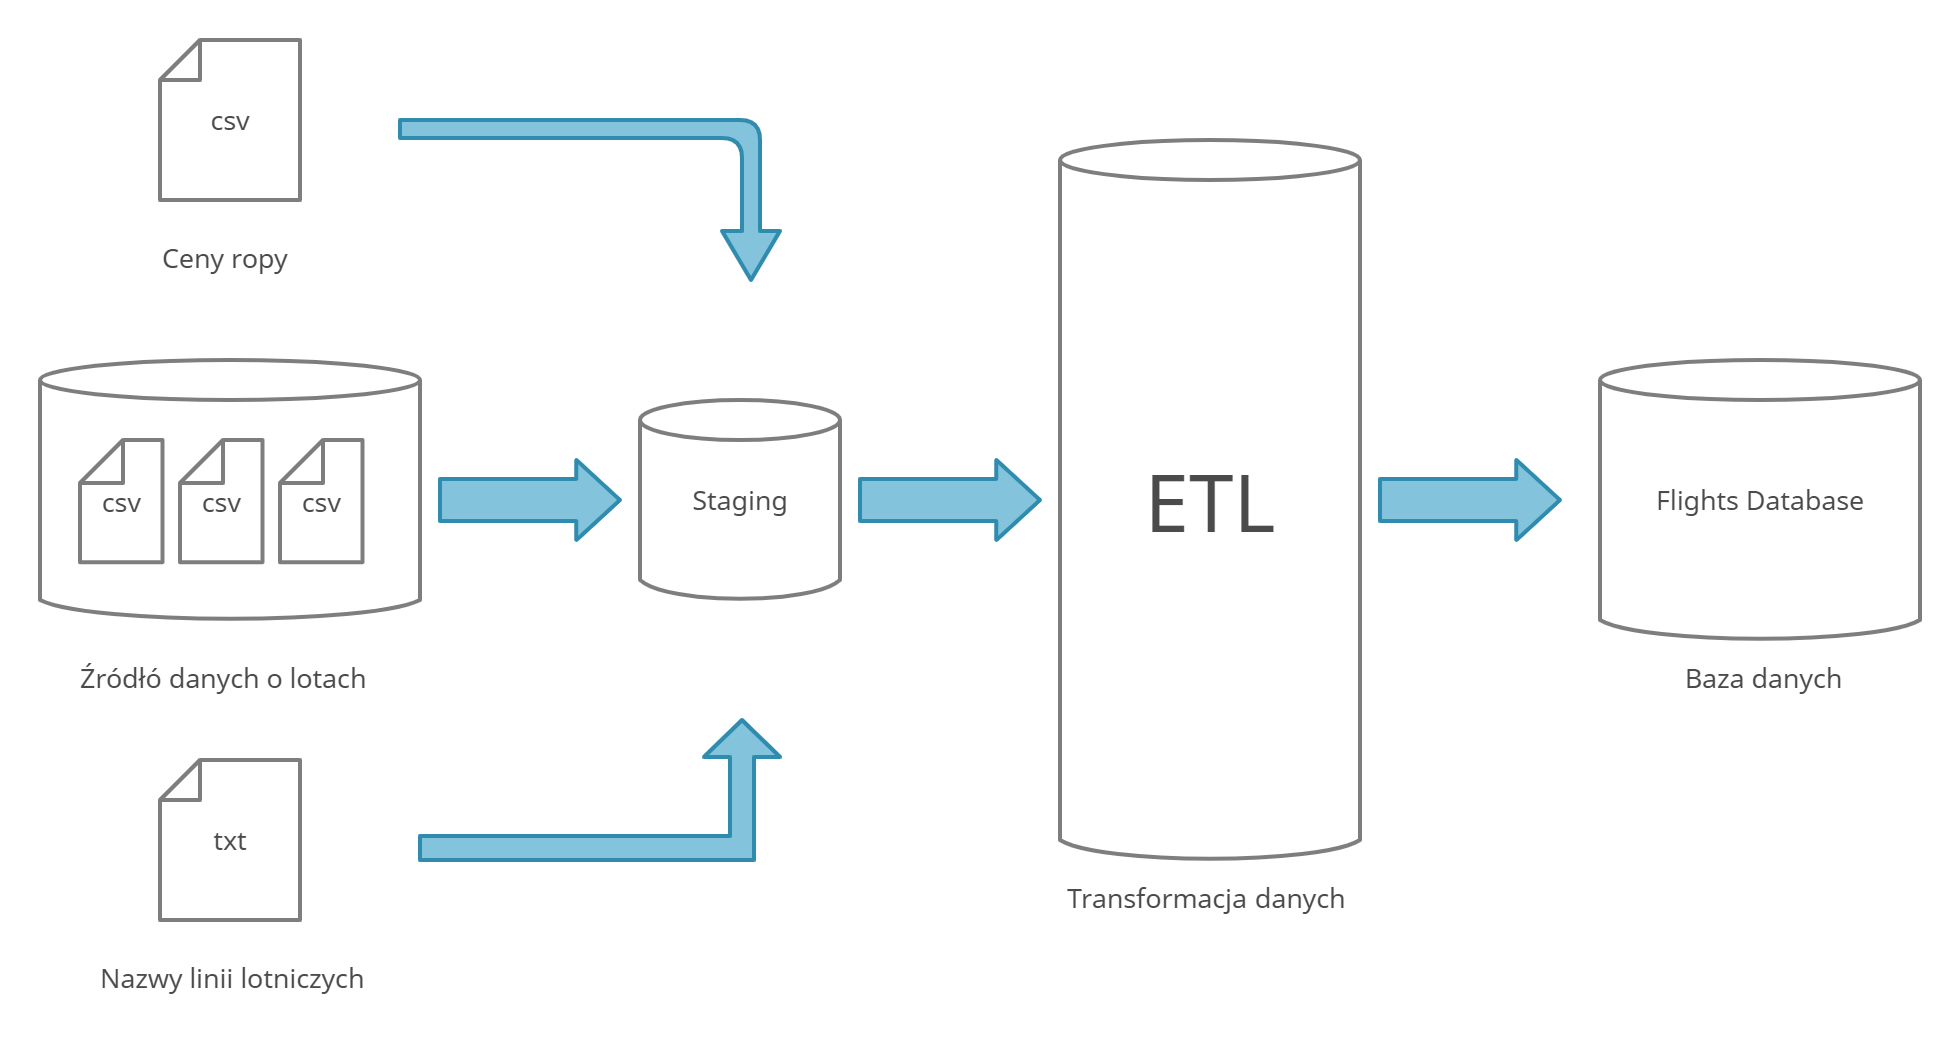 csv
Ceny ropy
csv
csv
csv
Źródłó danych o lotach
txt
Nazwy linii lotniczych
Staging
ETL
Transformacja danych
Flights Database
Baza danych